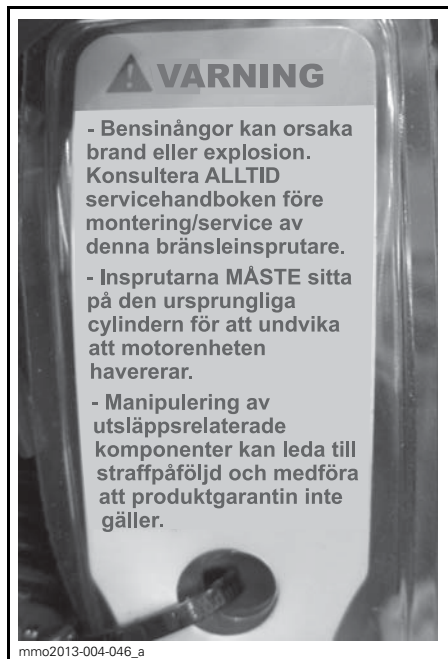 VARNING
- Bensinångor kan orsaka
brand eller explosion.
Konsultera ALLTID
servicehandboken före
montering/service av
denna bränsleinsprutare.
- Insprutarna MÅSTE sitta
på den ursprungliga
cylindern för att undvika
att motorenheten
havererar.
- Manipulering av
utsläppsrelaterade
komponenter kan leda till
straffpåföljd och medföra
att produktgarantin inte
gäller.
mmo2013-004-046_a